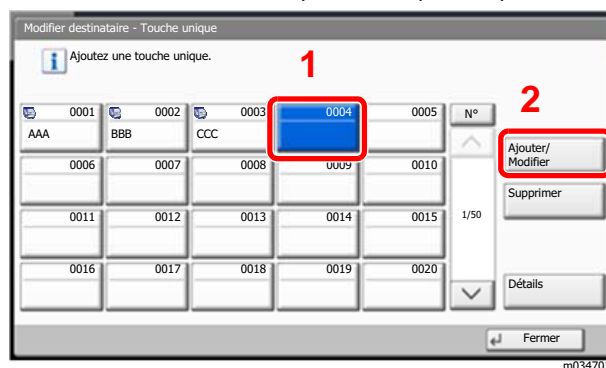 Modifier destinataire - Touche unique
Ajoutez une touche unique.
1
0001 0002 0003 0004 0005 N°
AAA BBB CCC
2
Ajouter/
Modifier
0006 0007 0008 0009 0010
Supprimer
0011 0012 0013 0014 0015 1/50
0016 0017 0018 0019 0020
Détails
Fermer